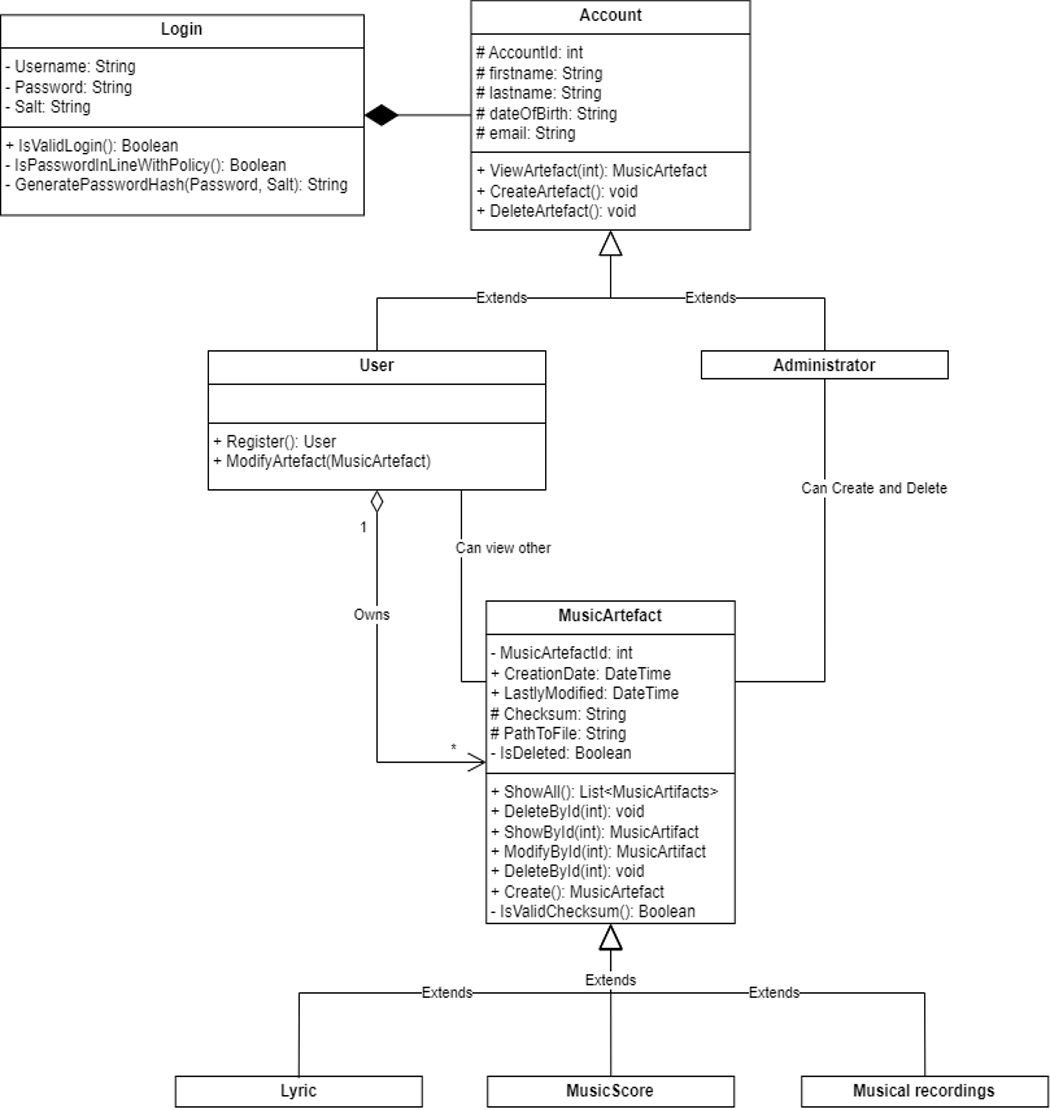 Login
- Username: String
- Password: String
- Salt: String
+ IsValidLogin(): Boolean
- IsPasswordInLineWithPolicy(): Boolean
- GeneratePasswordHash(Password, Salt): String
Account
# AccountId: int
# firstname: String
# lastname: String
# dateOfBirth: String
# email: String
+ ViewArtefact(int): MusicArtefact
+ CreateArtefact(): void
+ DeleteArtefact(): void
Extends
Extends
User
+ Register(): User
+ ModifyArtefact(MusicArtefact)
Administrator
Can Create and Delete
1
Can view other
Owns
*
MusicArtefact
- MusicArtefactId: int
+ CreationDate: DateTime
+ LastlyModified: DateTime
# Checksum: String
# PathToFile: String
- IsDeleted: Boolean
+ ShowAll(): List<MusicArtifacts>
+ DeleteById(int): void
+ ShowById(int): MusicArtifact
+ ModifyById(int): MusicArtifact
+ DeleteById(int): void
+ Create(): MusicArtefact
- IsValidChecksum(): Boolean
Extends
Extends
Extends
Lyric
MusicScore
Musical recordings